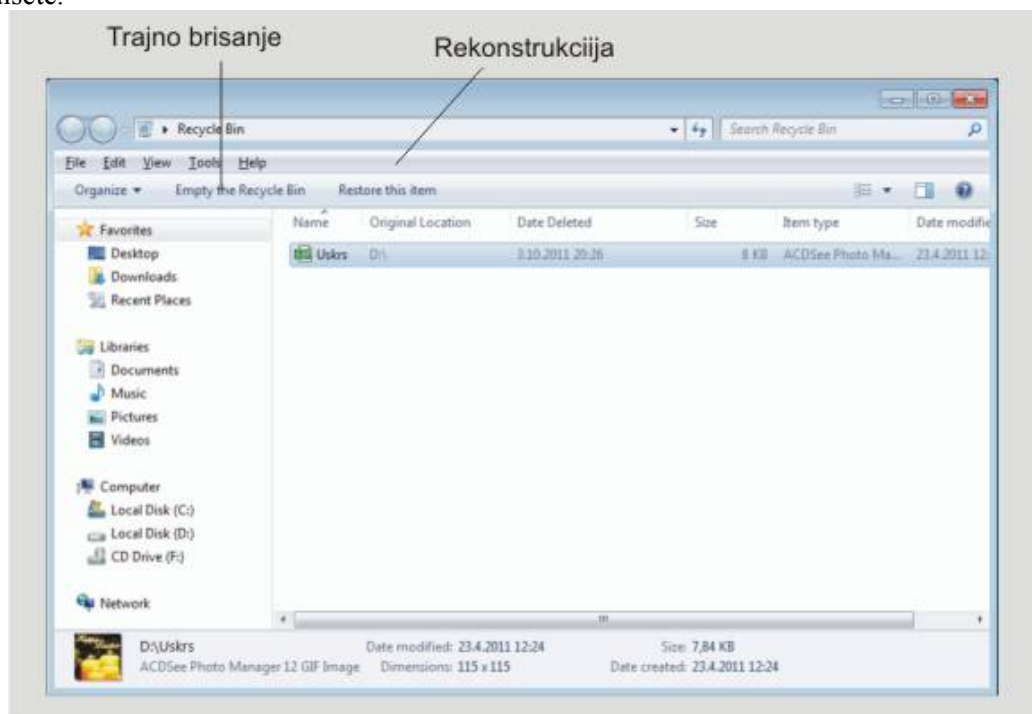 Trajno brisanje
Rekonstrukciija
Recycle Bin
Search Recycle Bin
File Edit View Tools Help
Organize Empty the Recycle Bin Restore this item
Name Original Location Date Deleted Size Item type Date modifie
Uskrs D:\ 3.10.2011 20:26 8 KB ACDSee Photo Ma... 23.4.2011 12:
Favorites
Desktop
Downloads
Recent Places
Libraries
Documents
Music
Pictures
Videos
Computer
Local Disk (C:)
Local Disk (D:)
CD Drive (F:)
Network
D:\Uskrs Date modified: 23.4.2011 12:24 Size: 7,84 KB
ACDSee Photo Manager 12 GIF Image Dimensions: 115 x 115 Date created: 23.4.2011 12:24